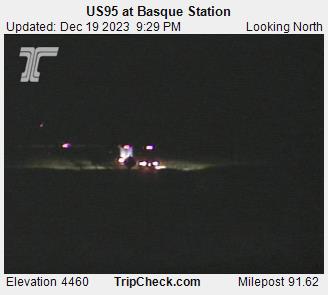 US95 at Basque Station
Updated: Dec 19 2023 9:29 PM Looking North
Elevation 4460 TripCheck.com Milepost 91.62